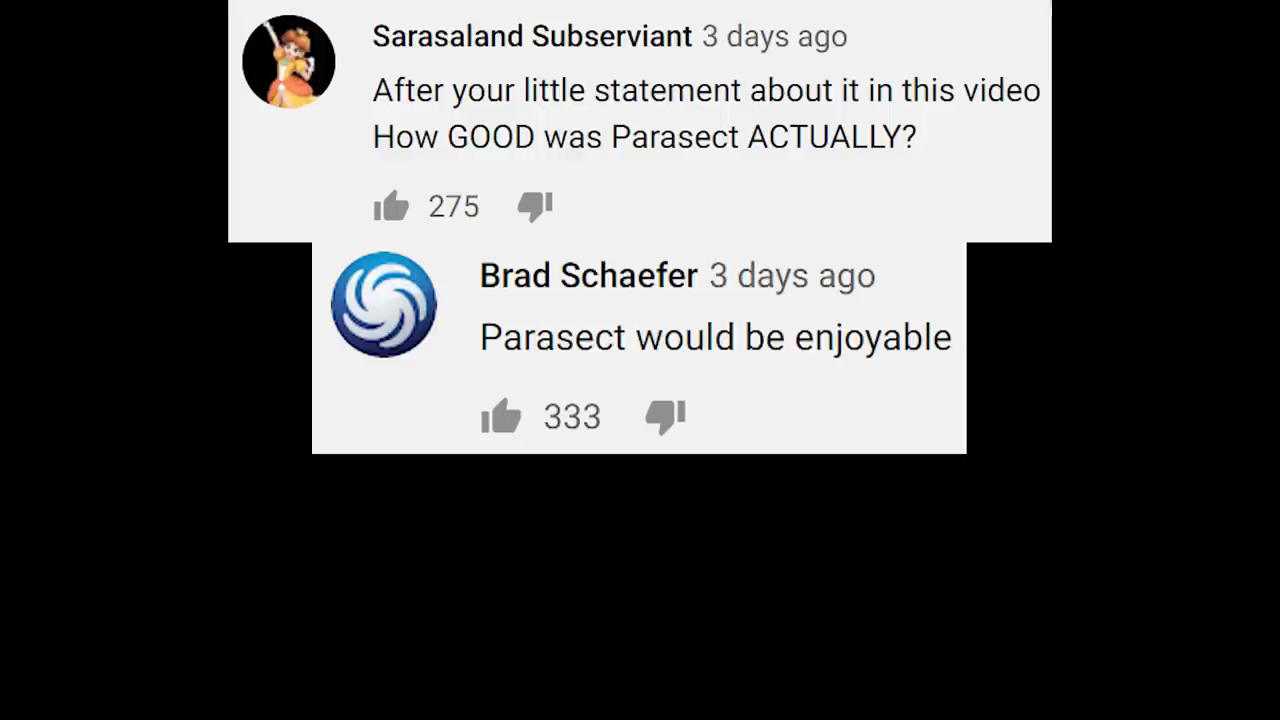 Sarasaland Subserviant 3 days ago
After your little statement about it in this video
How GOOD was Parasect ACTUALLY?
275
Brad Schaefer 3 days ago
Parasect would be enjoyable
333